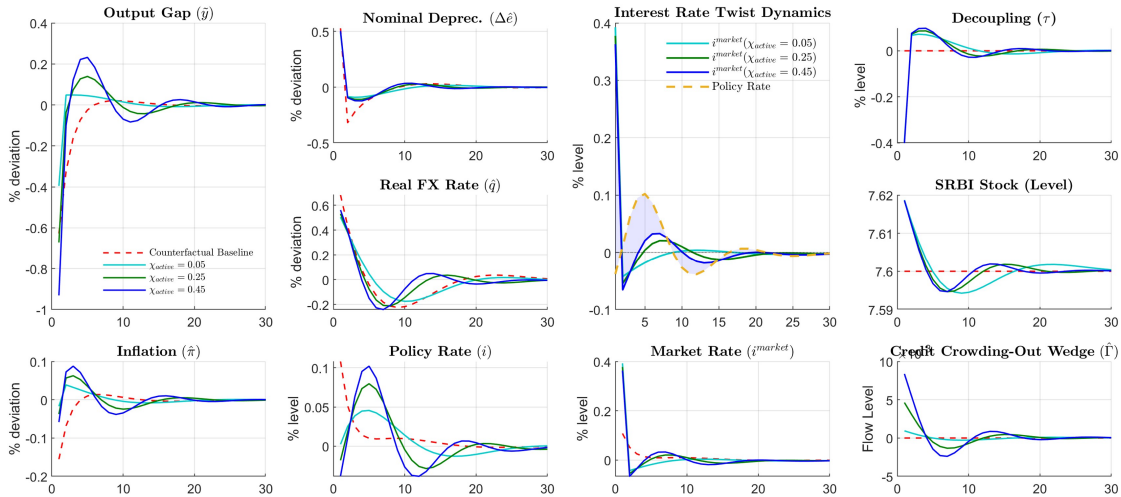 Output Gap (ỹ)
% deviation
0.4
0.2
0
-0.2
-0.4
-0.6
-0.8
-1
0 10 20 30
Counterfactual Baseline
χactive = 0.05
χactive = 0.25
χactive = 0.45
Nominal Deprec. (Δê)
% deviation
0.5
0
-0.5
0 10 20 30
Real FX Rate (q̂)
% deviation
0.6
0.4
0.2
0
-0.2
0 10 20 30
Interest Rate Twist Dynamics
% level
0.4
0.3
0.2
0.1
0
-0.1
5 10 15 20 25 30
i^market(χactive = 0.05)
i^market(χactive = 0.25)
i^market(χactive = 0.45)
Policy Rate
Decoupling (τ)
% level
0
-0.2
-0.4
0 10 20 30
SRBI Stock (Level)
7.62
7.61
7.6
7.59
0 10 20 30
Inflation (π̂)
% deviation
0.1
0
-0.1
-0.2
0 10 20 30
Policy Rate (i)
% level
0.1
0.05
0
0 10 20 30
Market Rate (i^market)
% level
0.4
0.2
0
0 10 20 30
Credit Crowding-Out Wedge (Γ̂)
Flow Level
10
5
0
-5
0 10 20 30